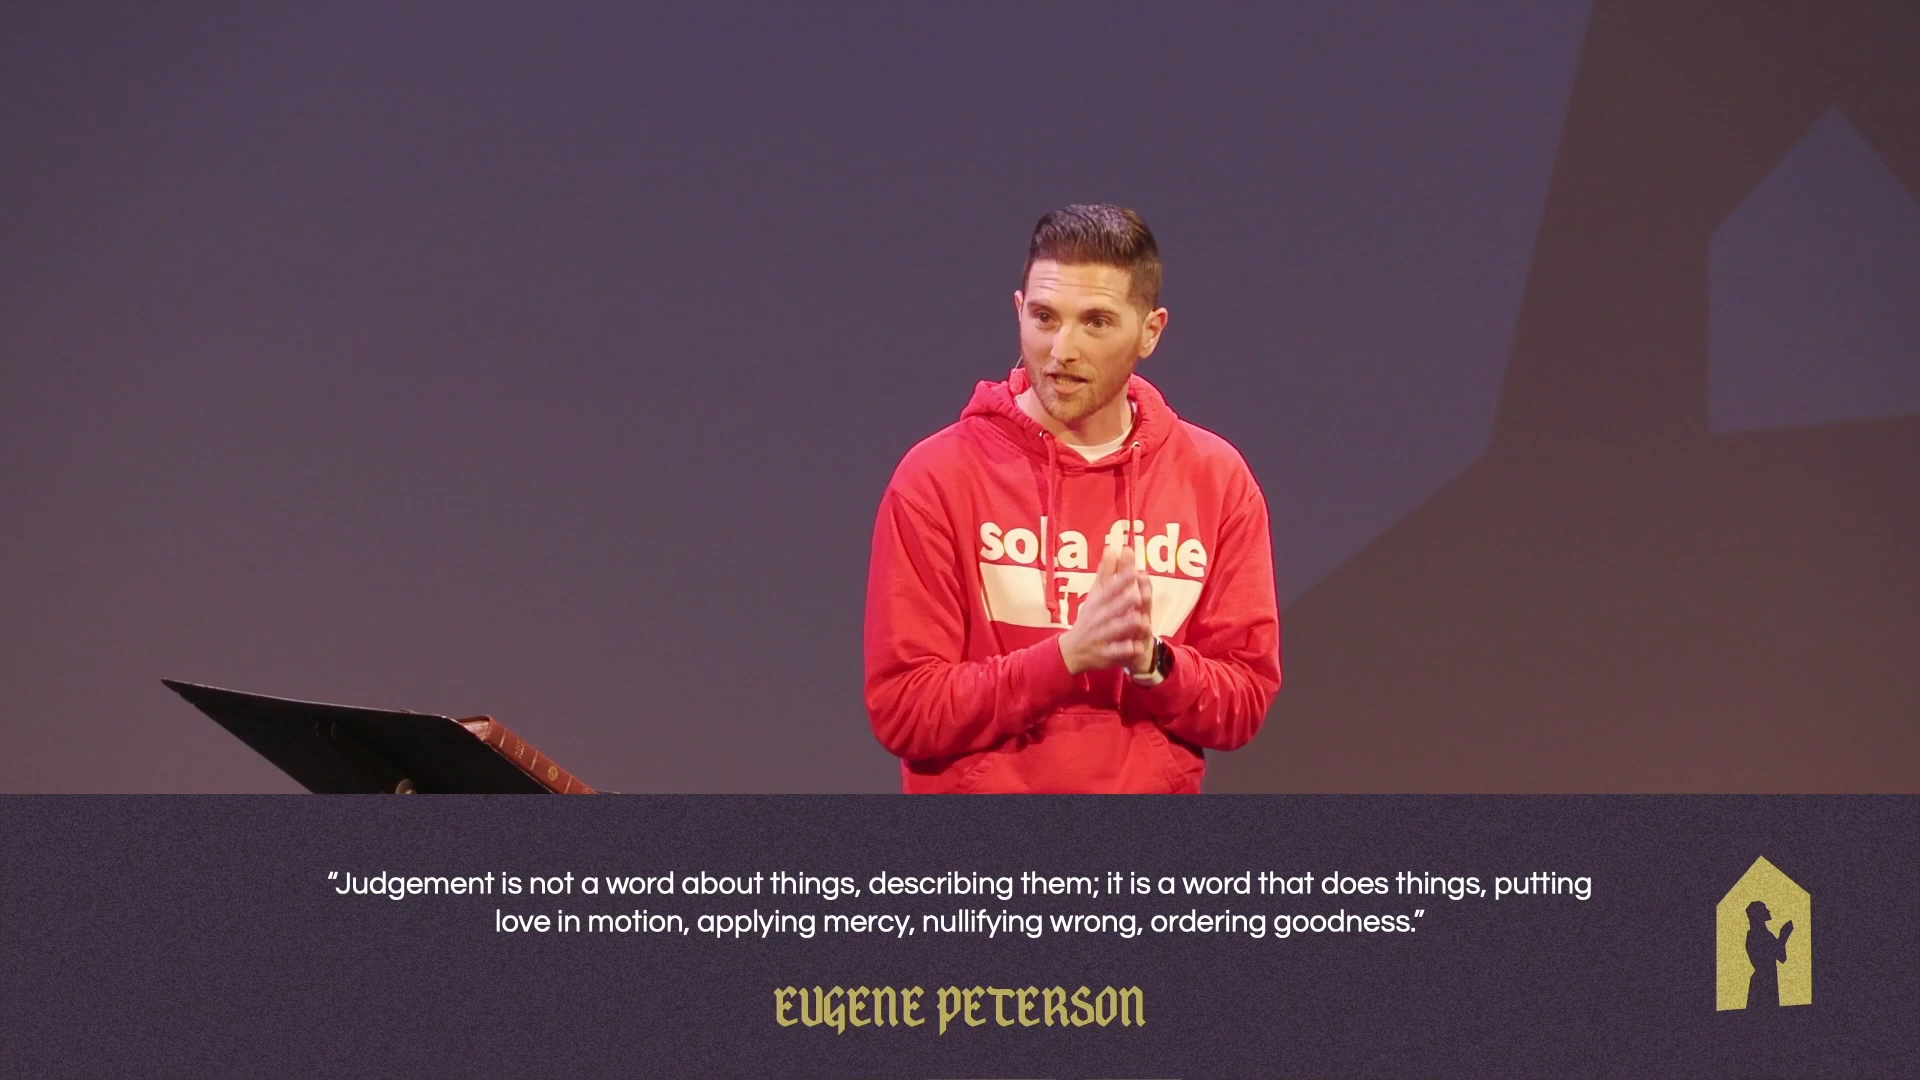 sola fide
“Judgement is not a word about things, describing them; it is a word that does things, putting
love in motion, applying mercy, nullifying wrong, ordering goodness.”
EUGENE PETERSON